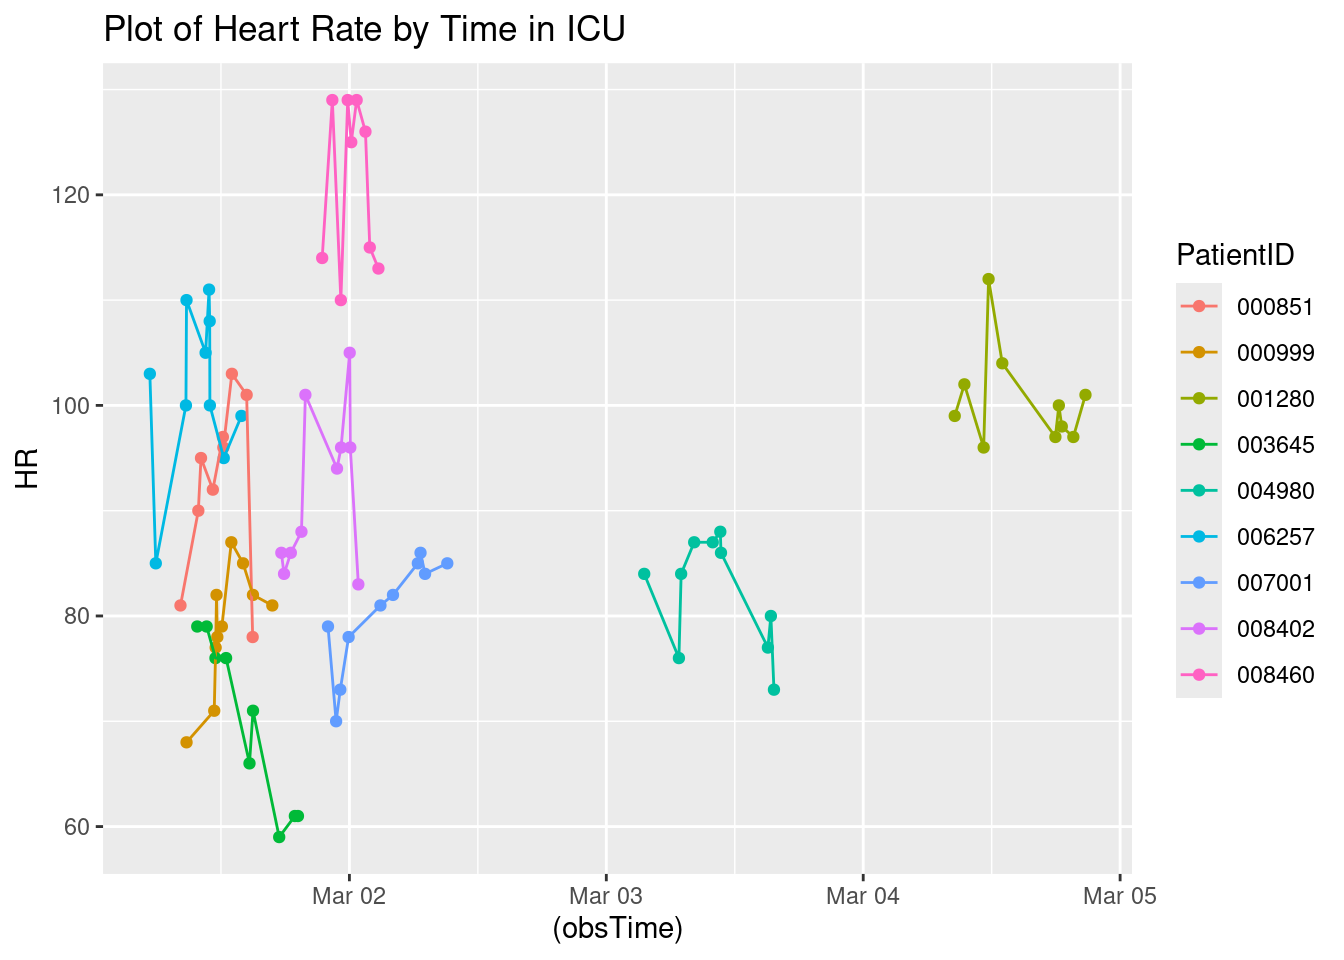 Plot of Heart Rate by Time in ICU
HR
120
100
80
60
Mar 02
Mar 03
Mar 04
Mar 05
(obsTime)
PatientID
000851
000999
001280
003645
004980
006257
007001
008402
008460